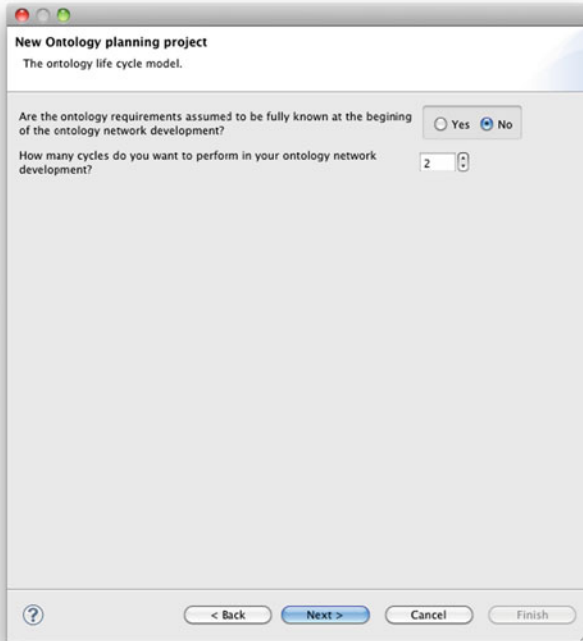 New Ontology planning project
The ontology life cycle model.
Are the ontology requirements assumed to be fully known at the begining
of the ontology network development?
Yes No
How many cycles do you want to perform in your ontology network
development?
2
?
< Back Next > Cancel Finish